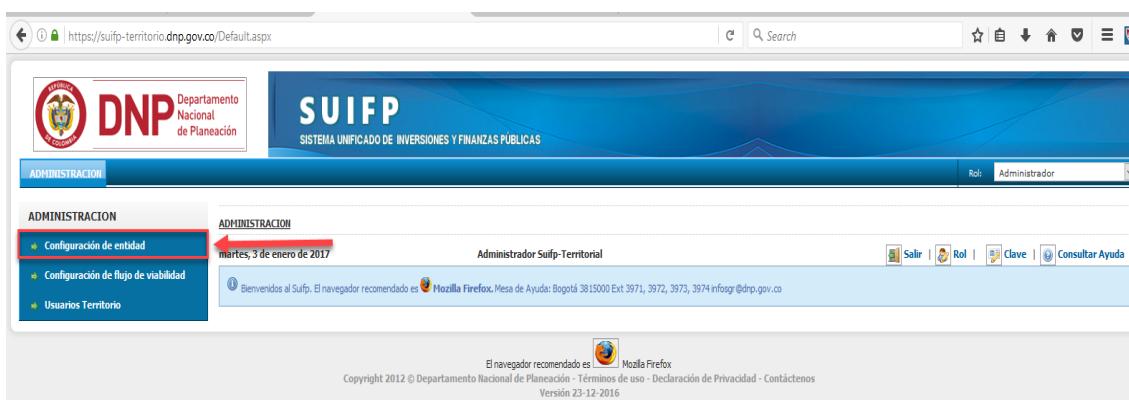 https://suifp-territorio.dnp.gov.co/Default.aspx
Search
REPÚBLICA
DE COLOMBIA
DNP
Departamento
Nacional
de Planeación
SUIFP
SISTEMA UNIFICADO DE INVERSIONES Y FINANZAS PÚBLICAS
ADMINISTRACION
Rol: Administrador
ADMINISTRACION
Configuración de entidad
Configuración de flujo de viabilidad
Usuarios Territorio
ADMINISTRACION
martes, 3 de enero de 2017 Administrador Suifp-Territorial Salir | Rol | Clave | Consultar Ayuda
Bienvenidos al Suifp. El navegador recomendado es Mozilla Firefox. Mesa de Ayuda: Bogotá 3815000 Ext 3971, 3972, 3973, 3974 infosgr@dnp.gov.co
El navegador recomendado es Mozilla Firefox
Copyright 2012 © Departamento Nacional de Planeación - Términos de uso - Declaración de Privacidad - Contáctenos
Versión 23-12-2016